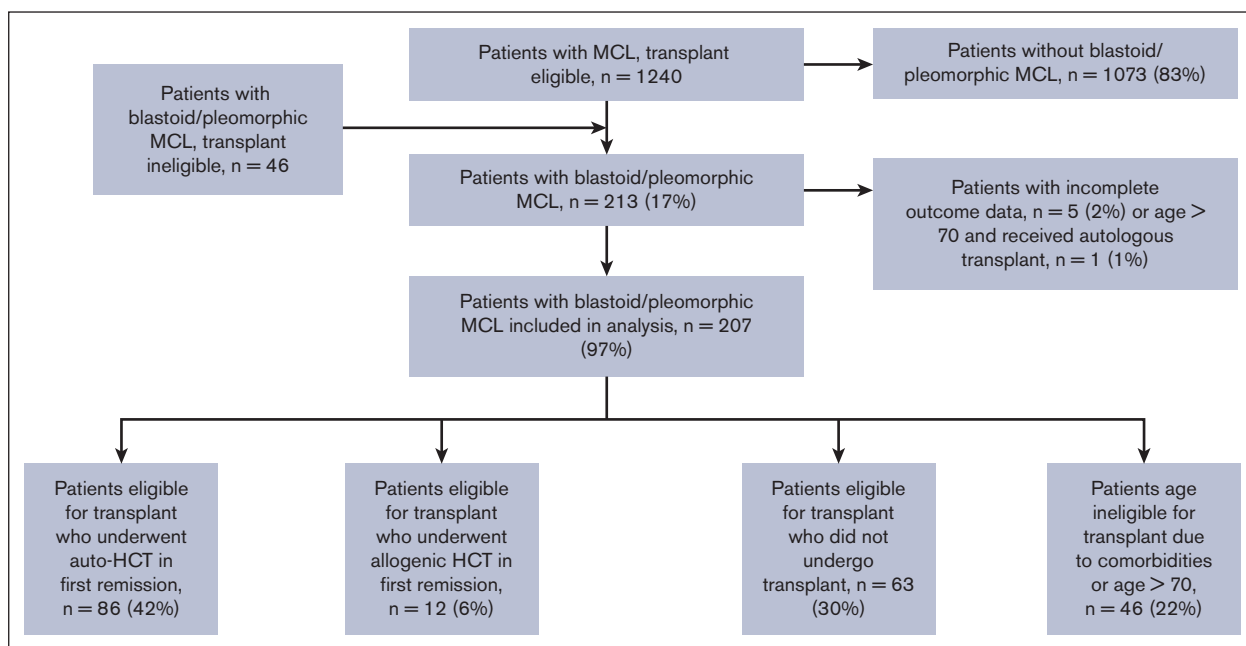 Patients with MCL, transplant
eligible, n = 1240
Patients without blastoid/
pleomorphic MCL, n = 1073 (83%)
Patients with
blastoid/pleomorphic
MCL, transplant
ineligible, n = 46
Patients with blastoid/pleomorphic
MCL, n = 213 (17%)
Patients with incomplete
outcome data, n = 5 (2%) or age >
70 and received autologous
transplant, n = 1 (1%)
Patients with blastoid/pleomorphic
MCL included in analysis, n = 207
(97%)
Patients eligible
for transplant
who underwent
auto-HCT in
first remission,
n = 86 (42%)
Patients eligible
for transplant
who underwent
allogenic HCT in
first remission,
n = 12 (6%)
Patients eligible
for transplant
who did not
undergo
transplant, n = 63
(30%)
Patients age
ineligible for
transplant due
to comorbidities
or age > 70,
n = 46 (22%)